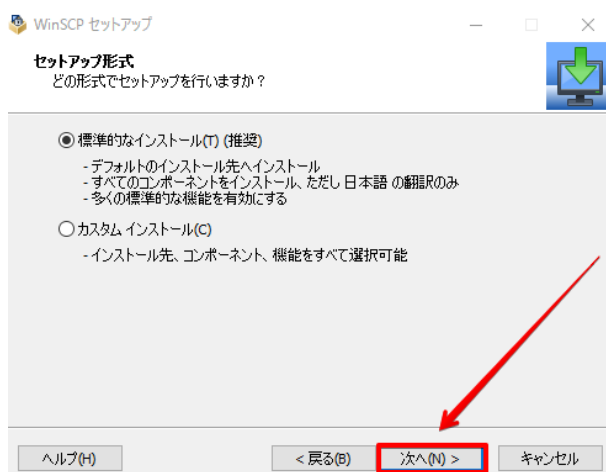 WinSCP セットアップ
セットアップ形式
どの形式でセットアップを行いますか？
標準的なインストール(T) (推奨)
- デフォルトのインストール先へインストール
- すべてのコンポーネントをインストール、ただし 日本語 の翻訳のみ
- 多くの標準的な機能を有効にする
カスタム インストール(C)
- インストール先、コンポーネント、機能をすべて選択可能
ヘルプ(H)
< 戻る(B)
次へ(N) >
キャンセル